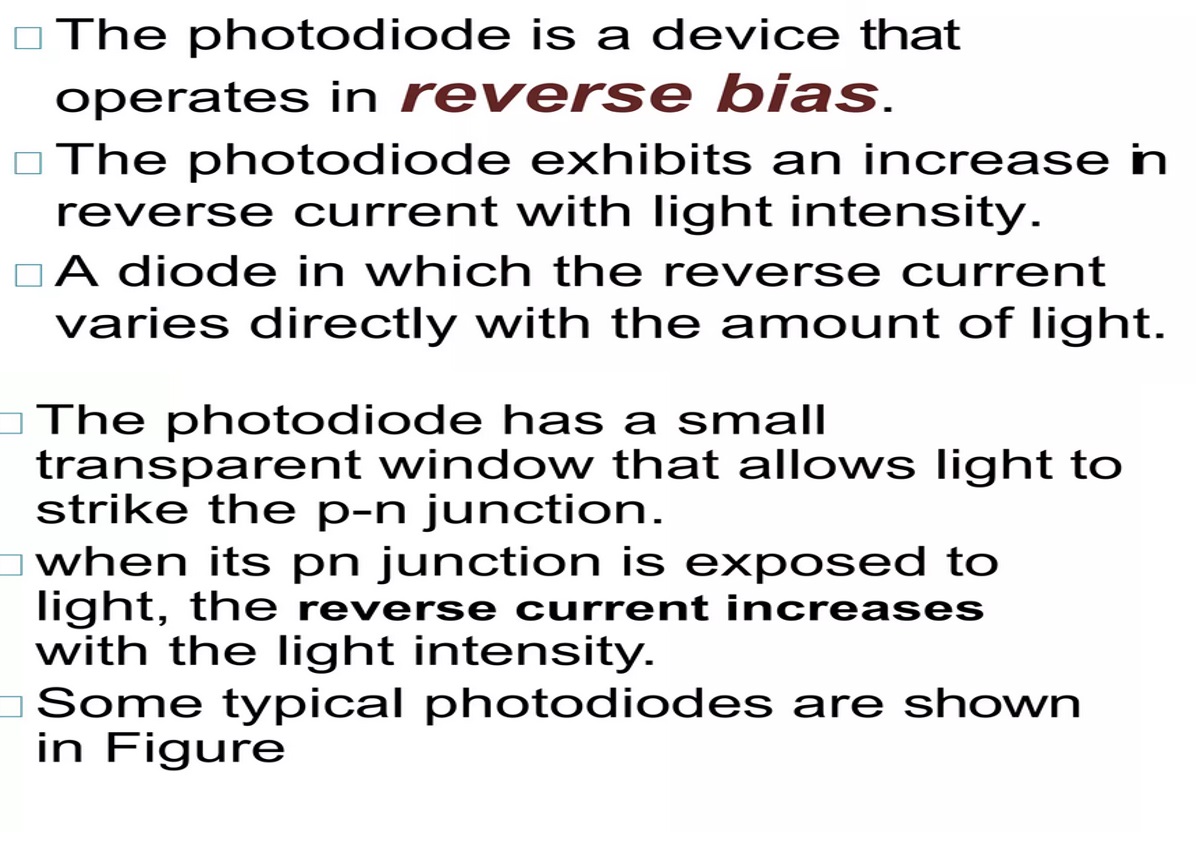 □ The photodiode is a device that
operates in reverse bias.
□ The photodiode exhibits an increase in
reverse current with light intensity.
□ A diode in which the reverse current
varies directly with the amount of light.
□ The photodiode has a small
transparent window that allows light to
strike the p-n junction.
□ when its pn junction is exposed to
light, the reverse current increases
with the light intensity.
□ Some typical photodiodes are shown
in Figure